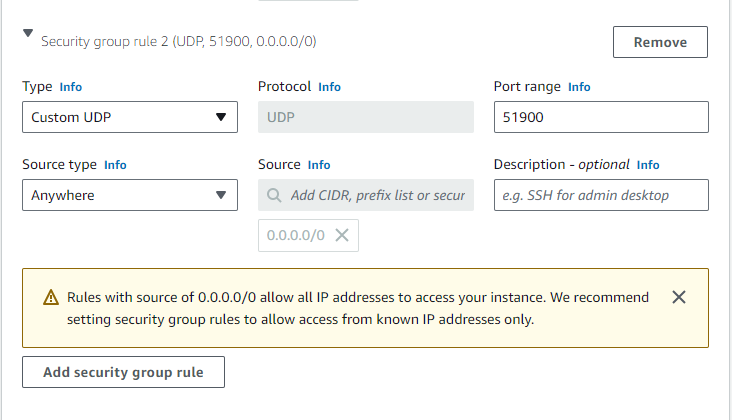 Security group rule 2 (UDP, 51900, 0.0.0.0/0)
Remove
Type Info
Protocol Info
Port range Info
Custom UDP
UDP
51900
Source type Info
Source Info
Description - optional Info
Anywhere
Add CIDR, prefix list or secur
e.g. SSH for admin desktop
0.0.0.0/0
Rules with source of 0.0.0.0/0 allow all IP addresses to access your instance. We recommend
setting security group rules to allow access from known IP addresses only.
Add security group rule